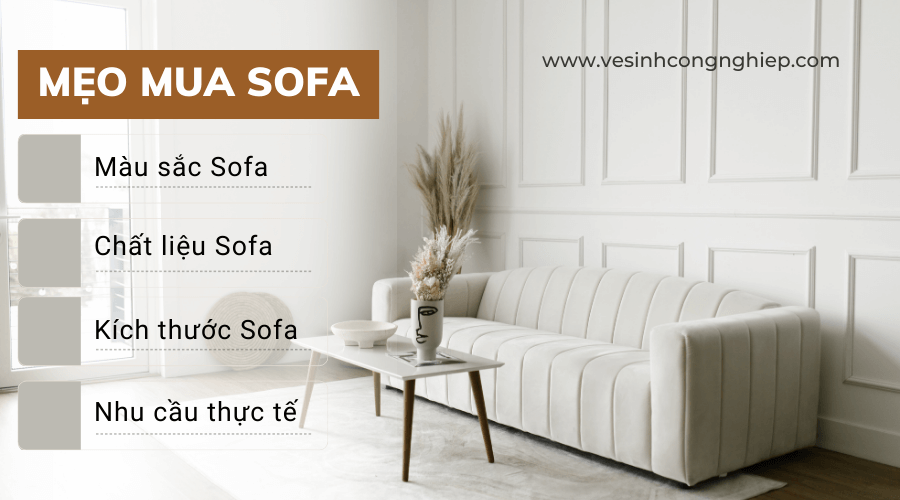 MẸO MUA SOFA
www.vesinhcongnghiep.com
Màu sắc Sofa
Chất liệu Sofa
Kích thước Sofa
Nhu cầu thực tế